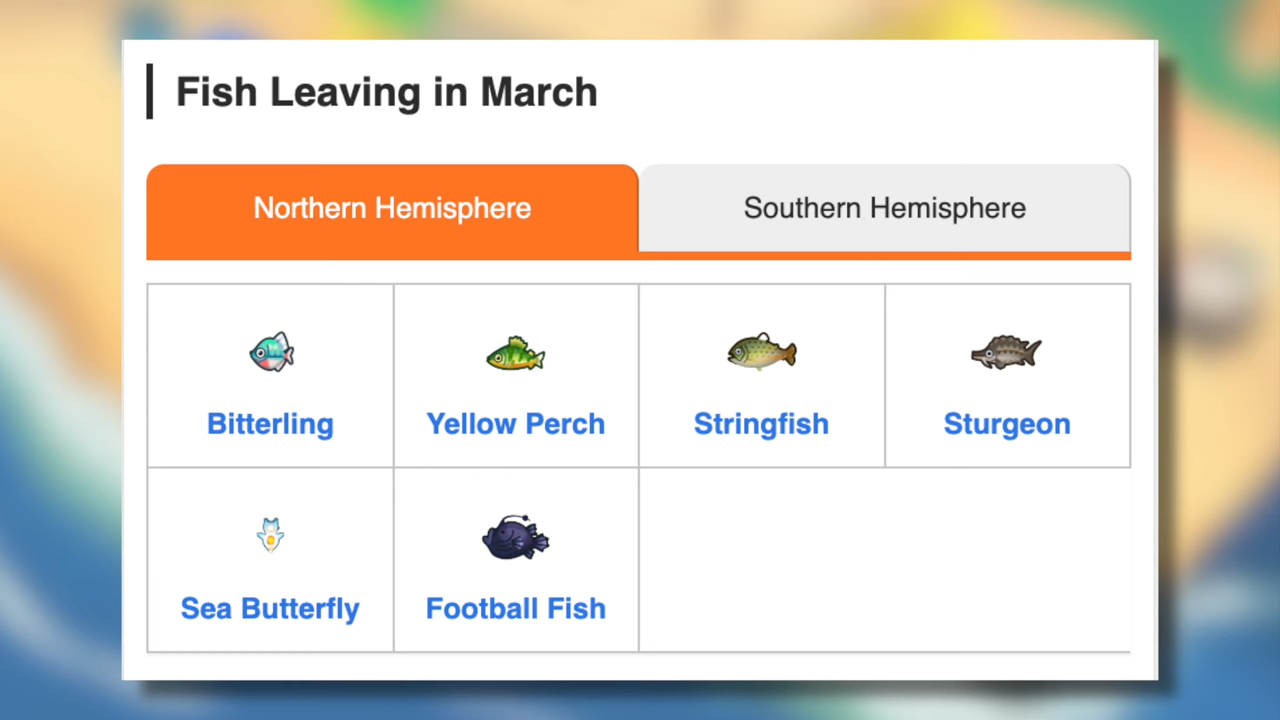 Fish Leaving in March
Northern Hemisphere
Southern Hemisphere
Bitterling
Yellow Perch
Stringfish
Sturgeon
Sea Butterfly
Football Fish